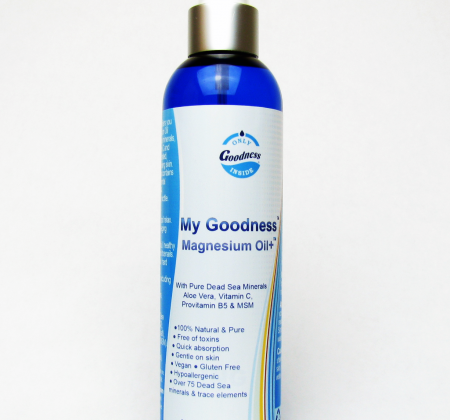 ONLY
Goodness
INSIDE
My Goodness™
Magnesium Oil+™
With Pure Dead Sea Minerals
Aloe Vera, Vitamin C,
Provitamin B5 & MSM
●100% Natural & Pure
●Free of toxins
●Quick absorption
●Gentle on skin
●Vegan ● Gluten Free
●Hypoallergenic
●Over 75 Dead Sea
minerals & trace elements